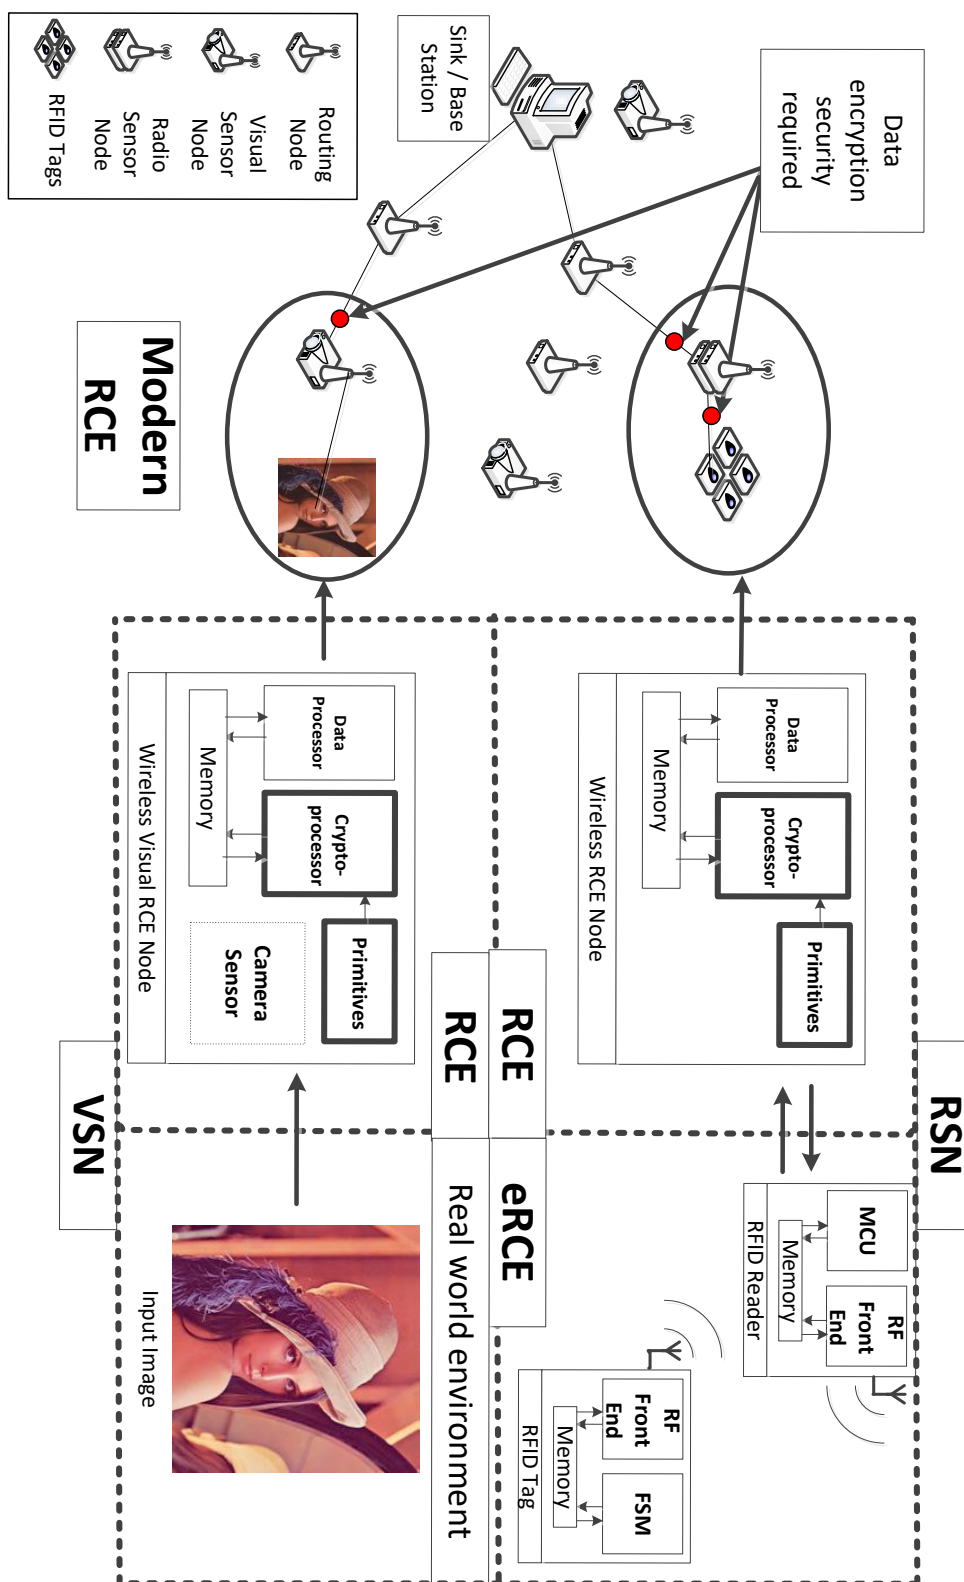 Data
encryption
security
required
Sink / Base
Station
Routing
Node
Visual
Sensor
Node
Radio
Sensor
Node
RFID Tags
Modern
RCE
RSN
Data
Processor
Crypto-
processor
Primitives
Memory
Wireless RCE Node
MCU
RF
Front
End
Memory
RFID Reader
RF
Front
End
FSM
Memory
RFID Tag
RCE
eRCE
RCE
Real world environment
Data
Processor
Crypto-
processor
Primitives
Memory
Camera
Sensor
Wireless Visual RCE Node
Input Image
VSN